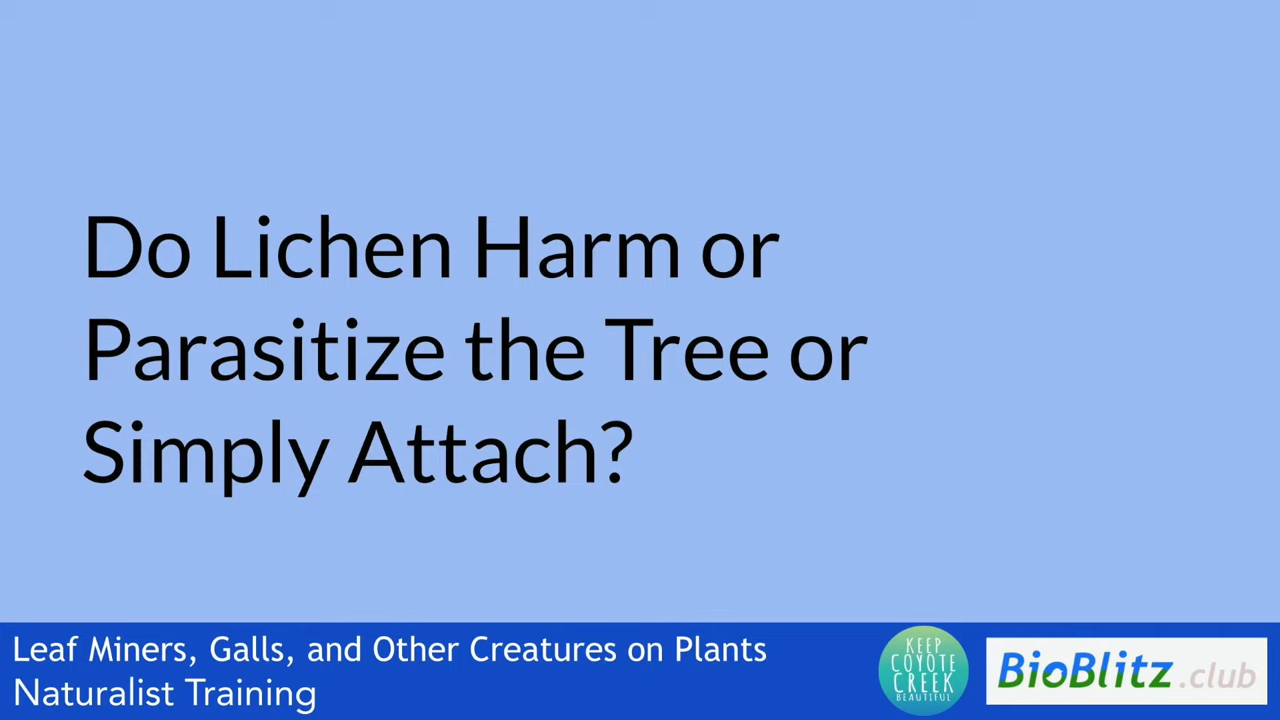 Do Lichen Harm or
Parasitize the Tree or
Simply Attach?
Leaf Miners, Galls, and Other Creatures on Plants
Naturalist Training
KEEP
COYOTE
CREEK
BEAUTIFUL
BioBlitz.club